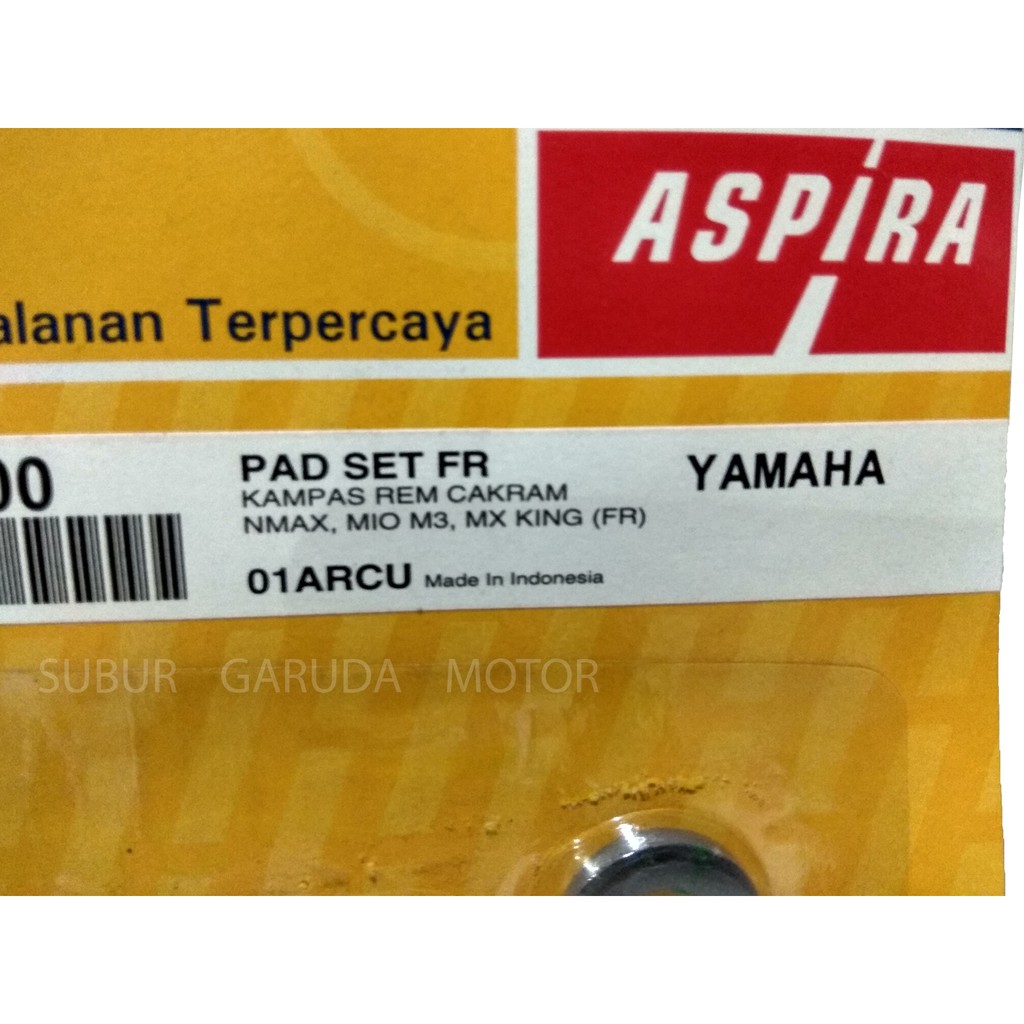 ASPIRA
alanan Terpercaya
00
PAD SET FR
YAMAHA
KAMPAS REM CAKRAM
NMAX, MIO M3, MX KING (FR)
01ARCU Made In Indonesia
SUBUR GARUDA MOTOR